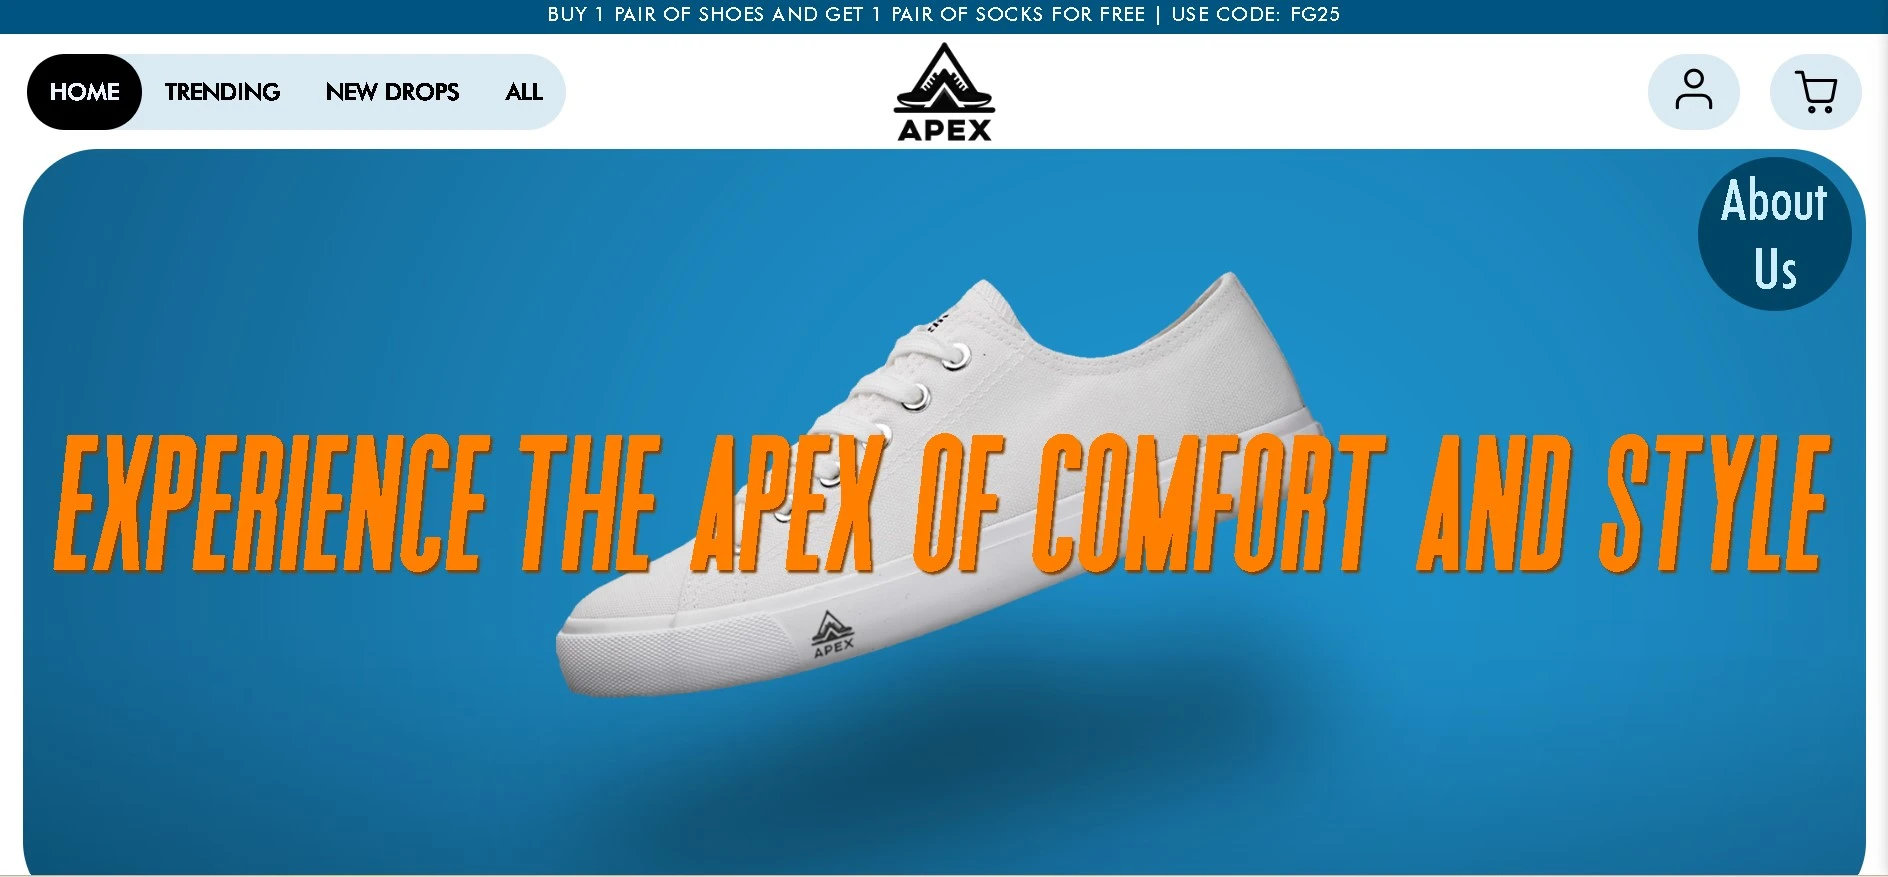 BUY 1 PAIR OF SHOES AND GET 1 PAIR OF SOCKS FOR FREE | USE CODE: FG25
HOME TRENDING NEW DROPS ALL
APEX
About
Us
EXPERIENCE THE APEX OF COMFORT AND STYLE
APEX